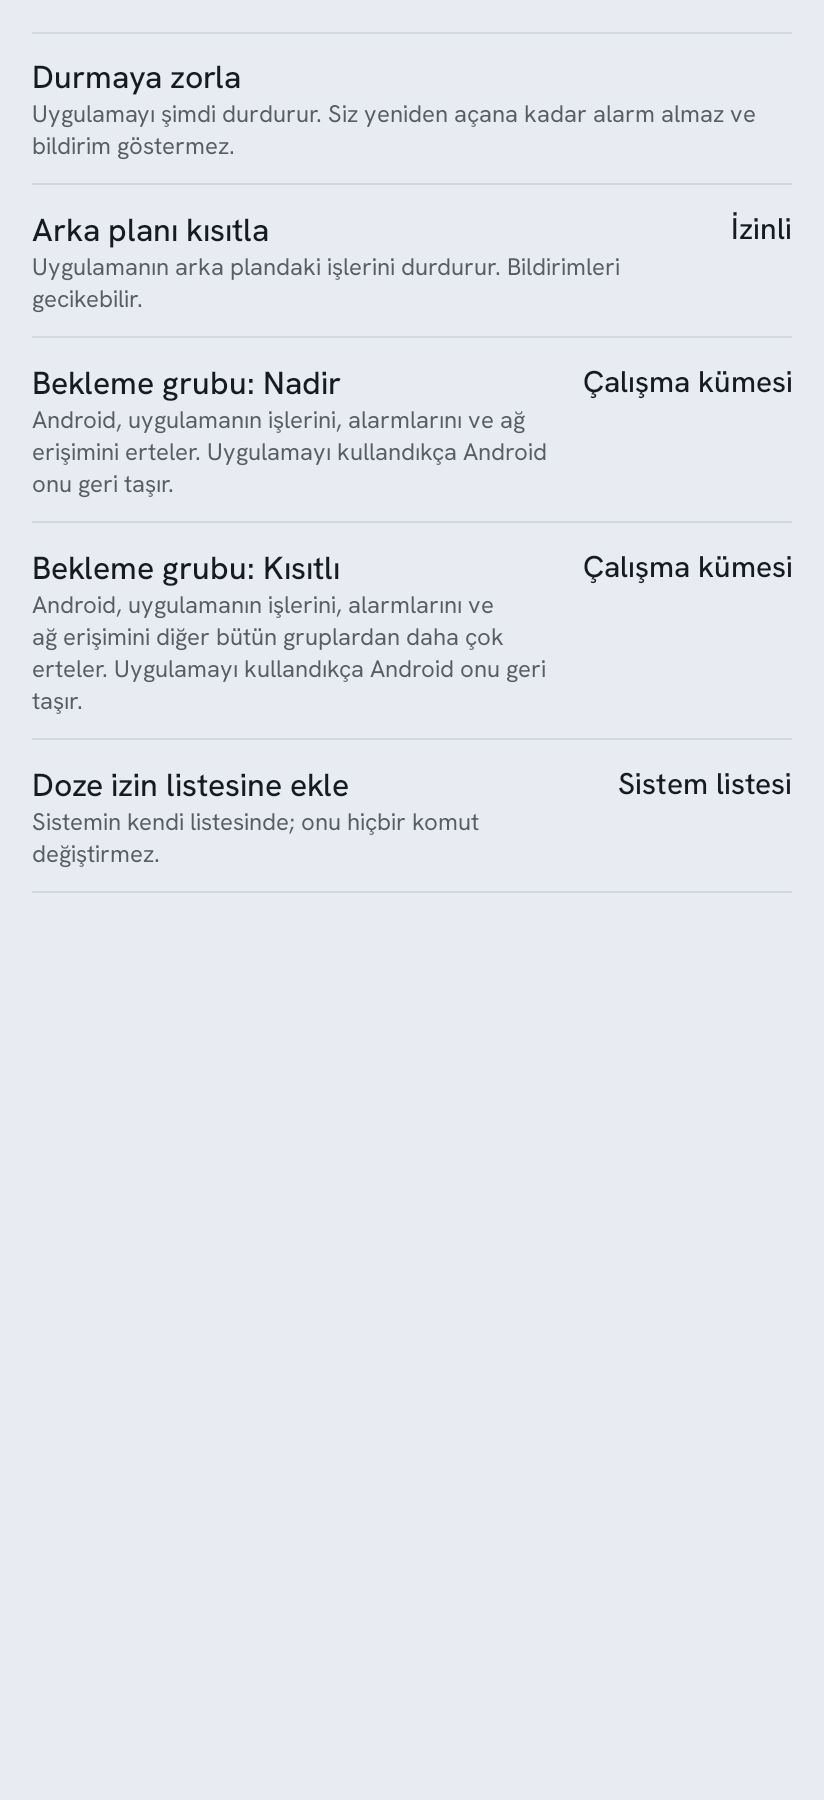 Durmaya zorla
Uygulamayı şimdi durdurur. Siz yeniden açana kadar alarm almaz ve
bildirim göstermez.
Arka planı kısıtla
İzinli
Uygulamanın arka plandaki işlerini durdurur. Bildirimleri
gecikebilir.
Bekleme grubu: Nadir
Çalışma kümesi
Android, uygulamanın işlerini, alarmlarını ve ağ
erişimini erteler. Uygulamayı kullandıkça Android
onu geri taşır.
Bekleme grubu: Kısıtlı
Çalışma kümesi
Android, uygulamanın işlerini, alarmlarını ve
ağ erişimini diğer bütün gruplardan daha çok
erteler. Uygulamayı kullandıkça Android onu geri
taşır.
Doze izin listesine ekle
Sistem listesi
Sistemin kendi listesinde; onu hiçbir komut
değiştirmez.